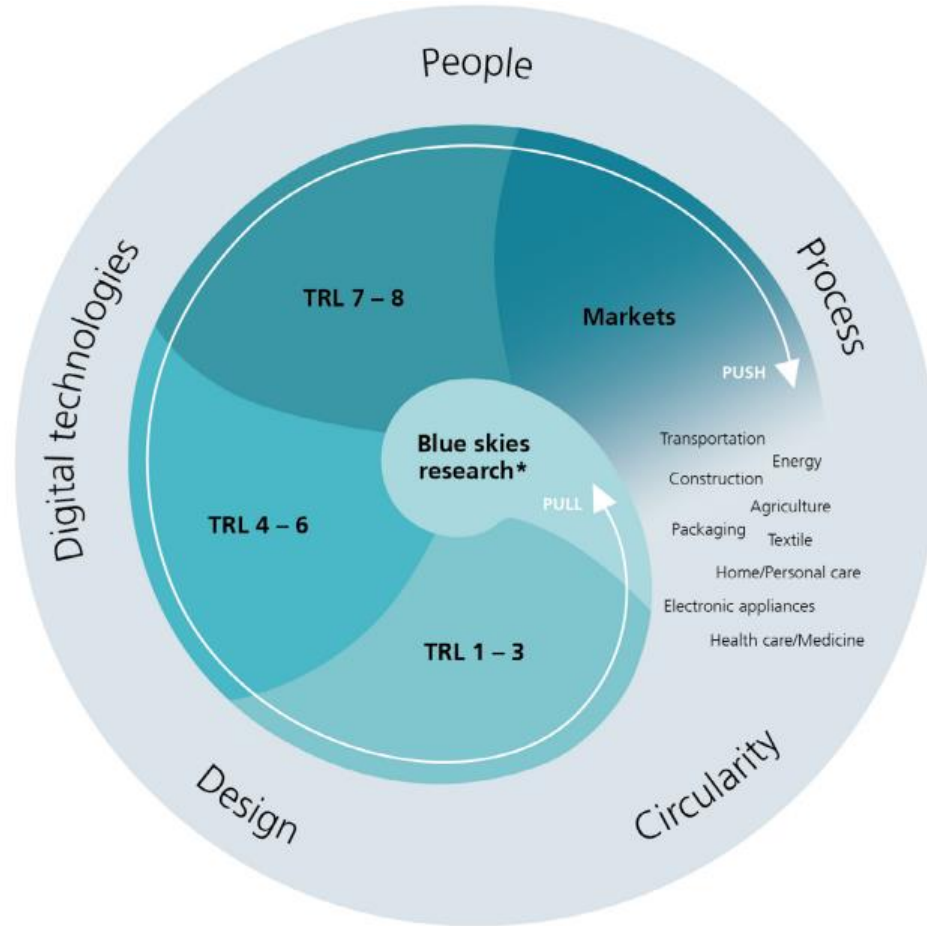 People
Process
Circularity
Design
Digital technologies
TRL 7 – 8
Markets
PUSH
Blue skies
research*
PULL
TRL 4 – 6
TRL 1 – 3
Transportation
Energy
Construction
Agriculture
Packaging
Textile
Home/Personal care
Electronic appliances
Health care/Medicine